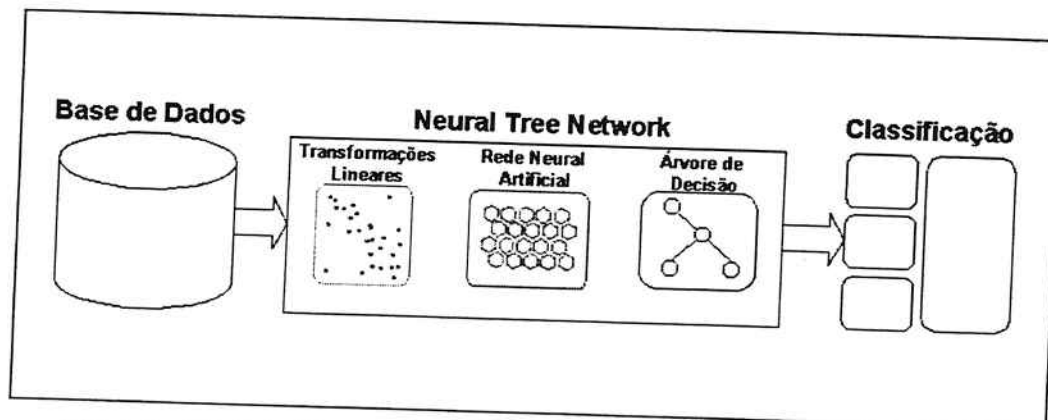 Base de Dados
Neural Tree Network
Classificação
Transformações
Lineares
Rede Neural
Artificial
Árvore de
Decisão